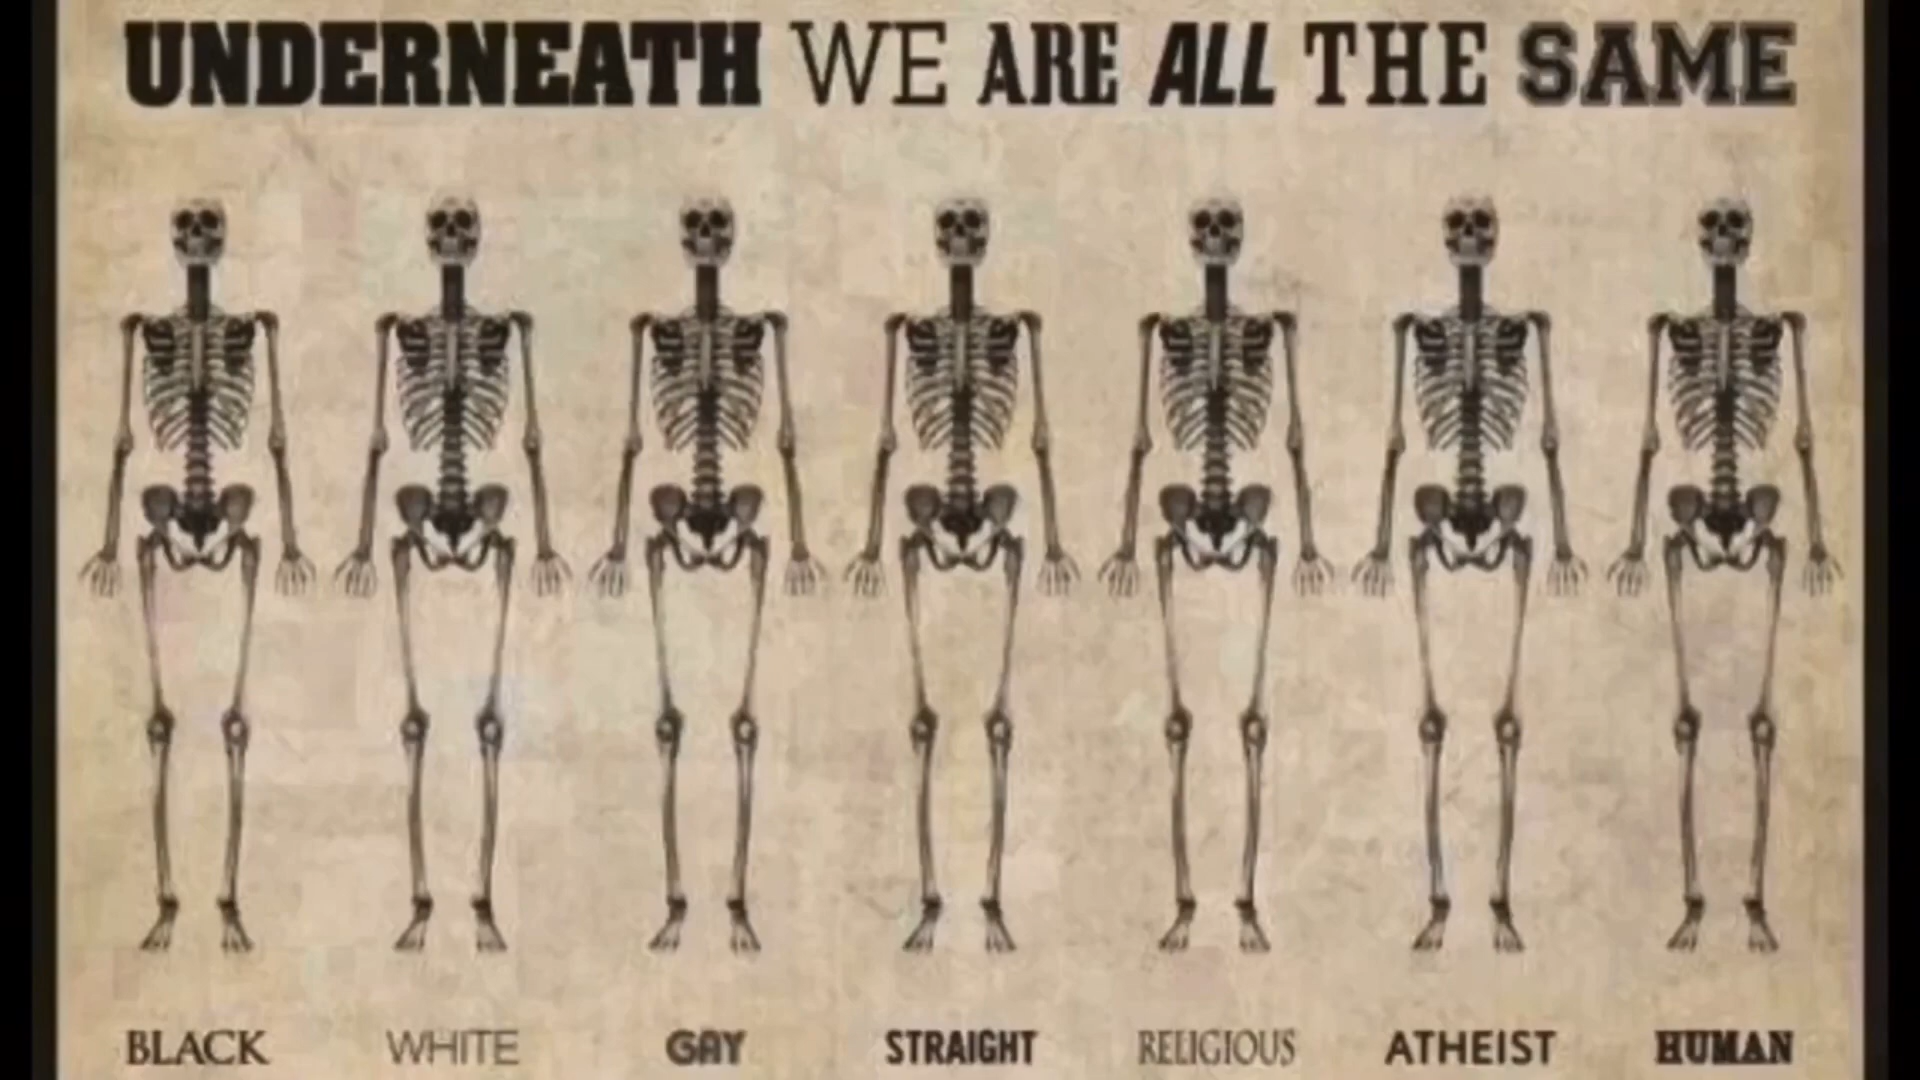 UNDERNEATH WE ARE ALL THE SAME
BLACK WHITE GAY STRAIGHT RELIGIOUS ATHEIST HUMAN